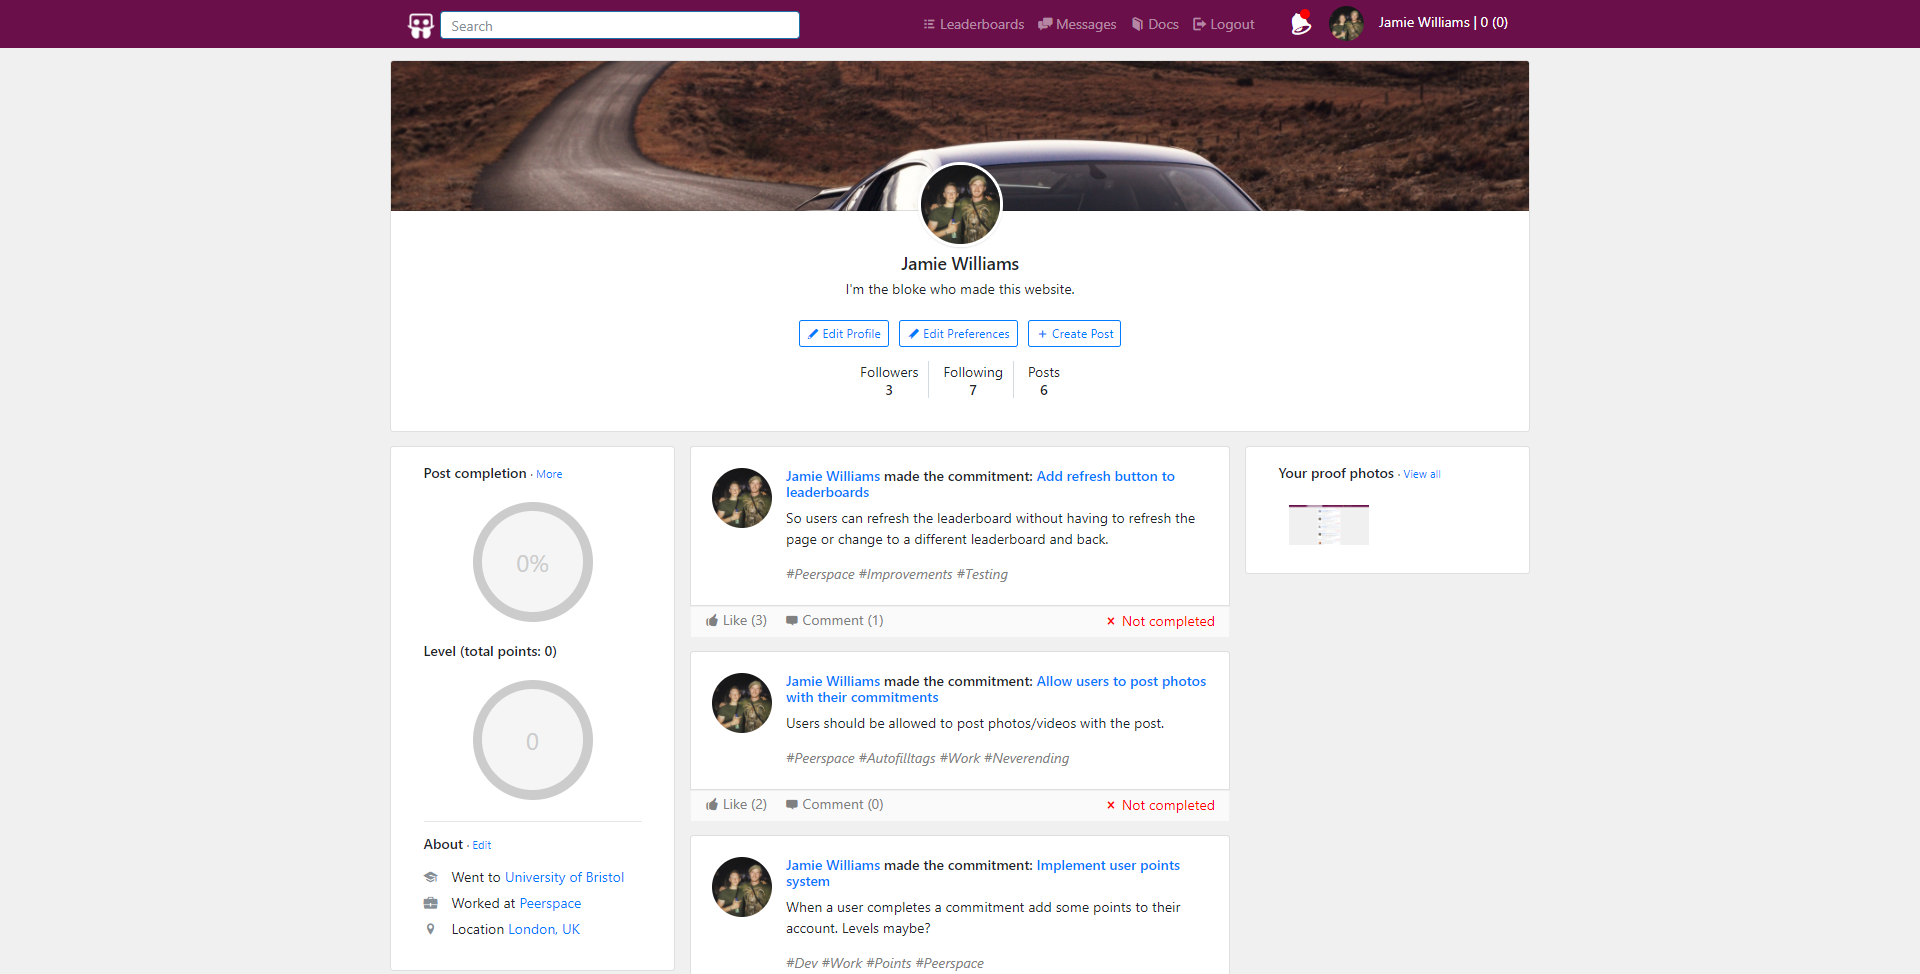 Search
Leaderboards
Messages
Docs
Logout
Jamie Williams | 0 (0)
Jamie Williams
I'm the bloke who made this website.
Edit Profile
Edit Preferences
Create Post
Followers
3
Following
7
Posts
6
Post completion · More
0%
Level (total points: 0)
0
About · Edit
Went to University of Bristol
Worked at Peerspace
Location London, UK
Jamie Williams made the commitment: Add refresh button to
leaderboards
So users can refresh the leaderboard without having to refresh the
page or change to a different leaderboard and back.
#Peerspace #Improvements #Testing
Like (3)
Comment (1)
× Not completed
Jamie Williams made the commitment: Allow users to post photos
with their commitments
Users should be allowed to post photos/videos with the post.
#Peerspace #Autofilltags #Work #Neverending
Like (2)
Comment (0)
× Not completed
Jamie Williams made the commitment: Implement user points
system
When a user completes a commitment add some points to their
account. Levels maybe?
#Dev #Work #Points #Peerspace
Your proof photos · View all